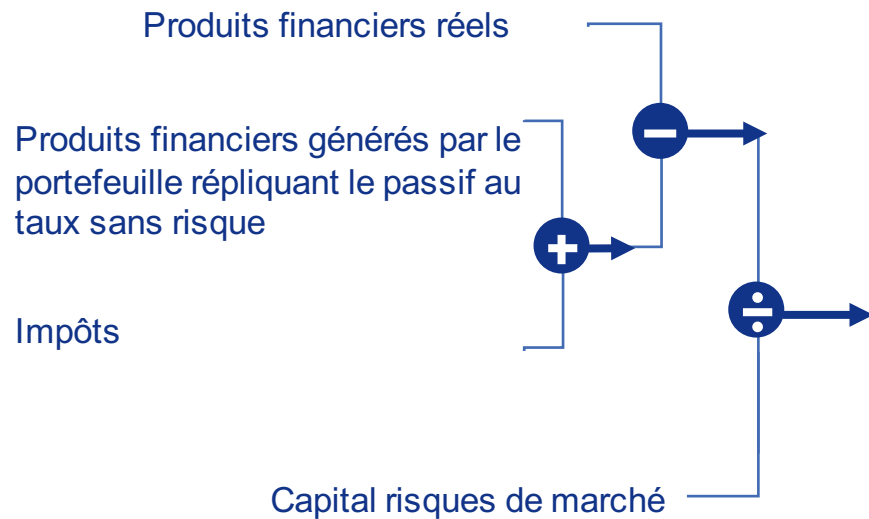 Produits financiers réels
Produits financiers générés par le
portefeuille répliquant le passif au
taux sans risque
Impôts
Capital risques de marché